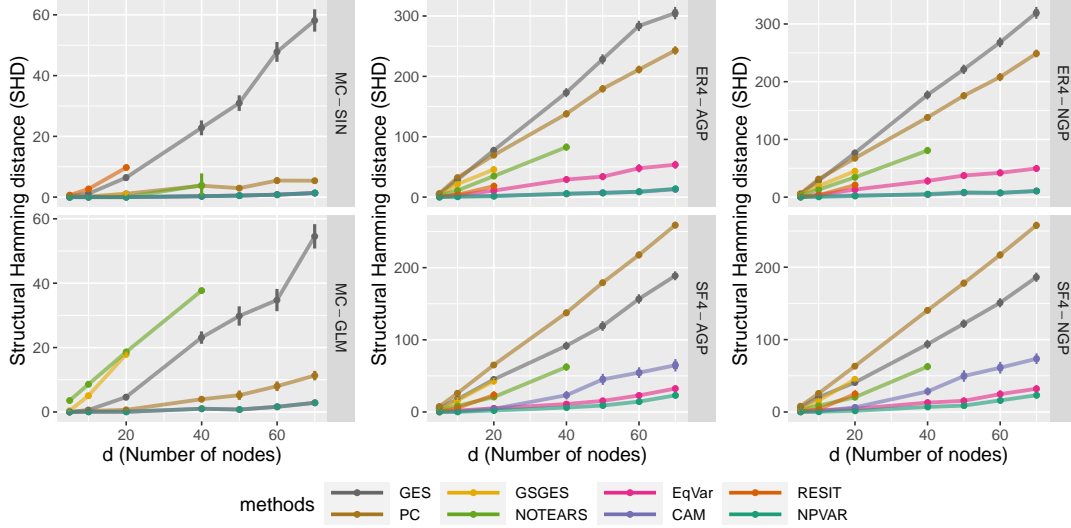 Structural Hamming distance (SHD)
60
40
20
0
MC−SIN
60
40
20
0
MC−GLM
20
40
60
d (Number of nodes)
Structural Hamming distance (SHD)
300
200
100
0
ER4−AGP
200
100
0
SF4−AGP
20
40
60
d (Number of nodes)
Structural Hamming distance (SHD)
300
200
100
0
ER4−NGP
200
100
0
SF4−NGP
20
40
60
d (Number of nodes)
methods
GES
GSGES
EqVar
RESIT
PC
NOTEARS
CAM
NPVAR